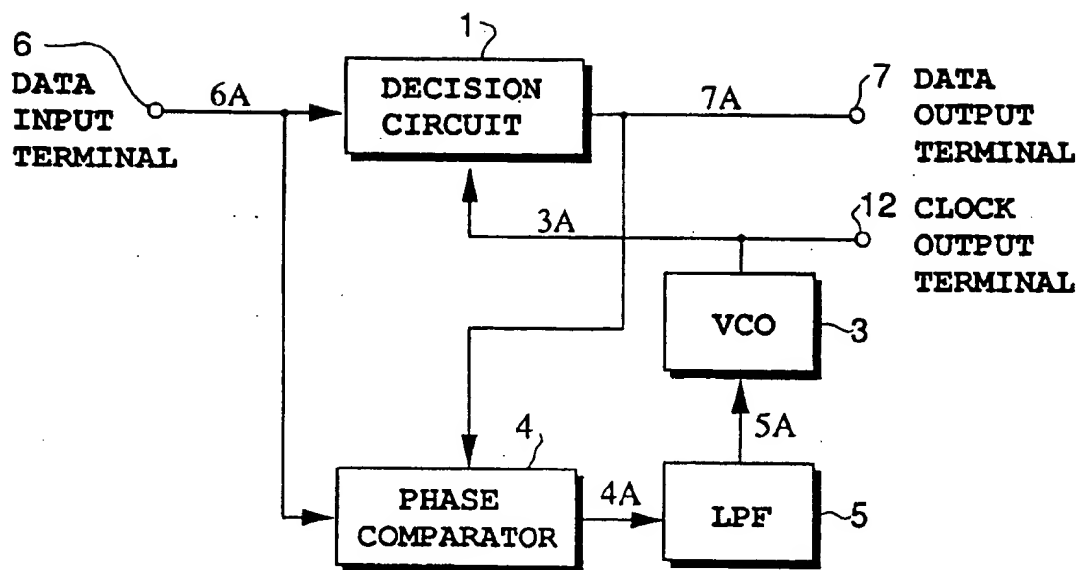 1
6
DATA
INPUT
TERMINAL
6A
DECISION
CIRCUIT
7A
7
DATA
OUTPUT
TERMINAL
3A
12
CLOCK
OUTPUT
TERMINAL
VCO
3
5A
4
PHASE
COMPARATOR
4A
LPF
5